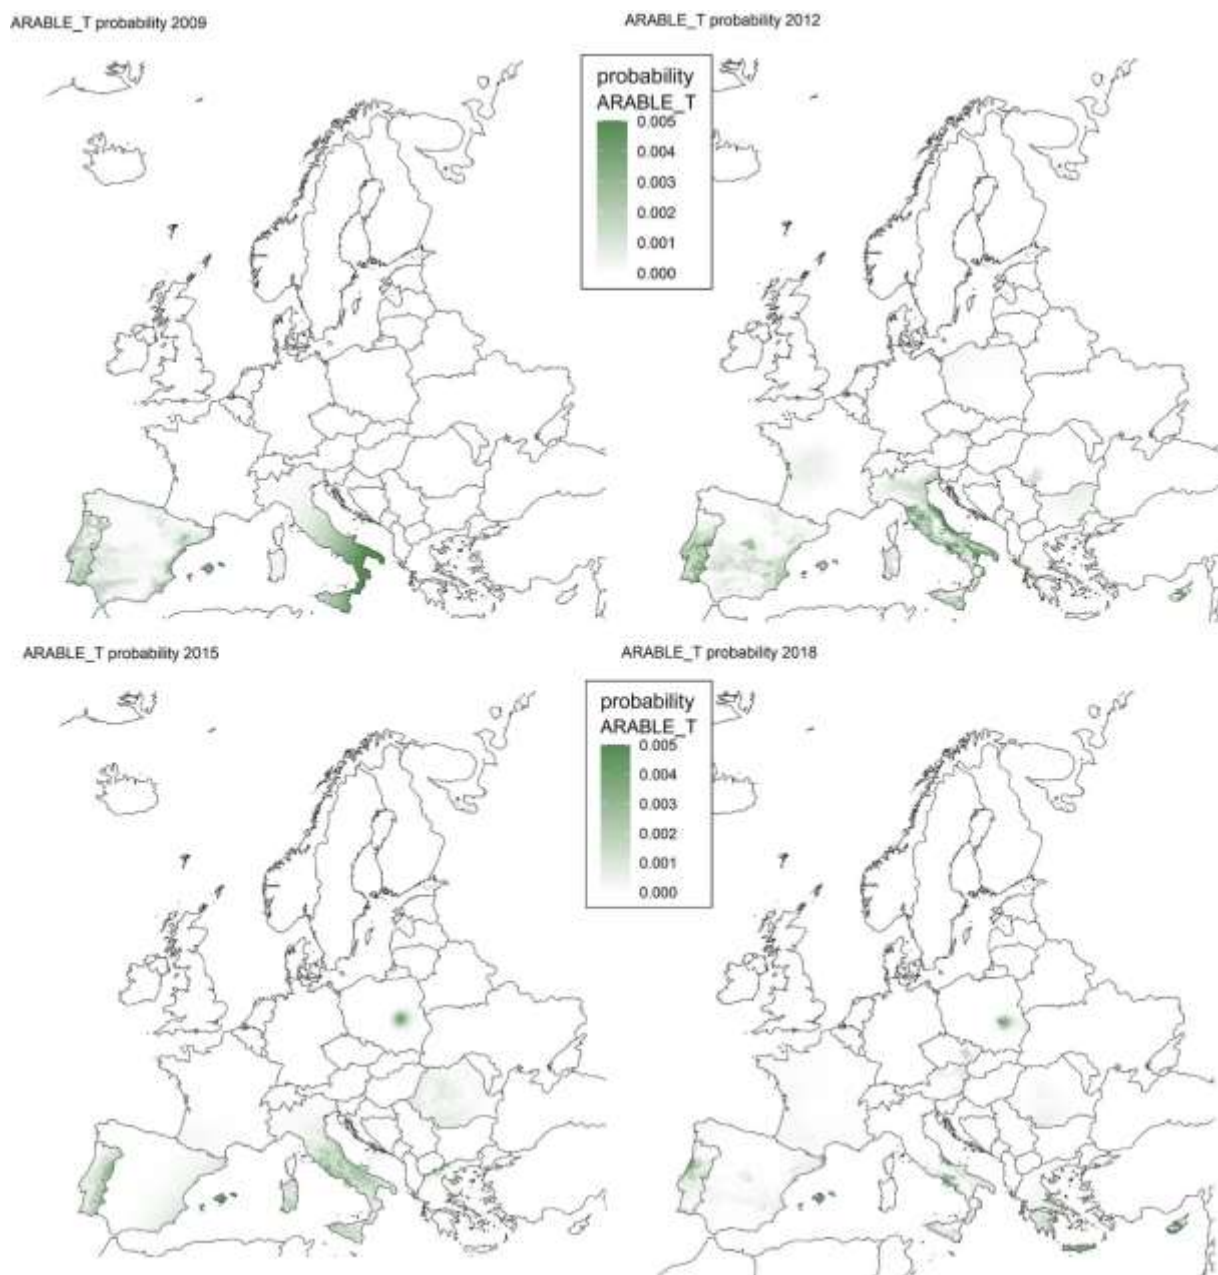 ARABLE_T probability 2009
ARABLE_T probability 2012
probability
ARABLE_T
0.005
0.004
0.003
0.002
0.001
0.000
ARABLE_T probability 2015
ARABLE_T probability 2018
probability
ARABLE_T
0.005
0.004
0.003
0.002
0.001
0.000